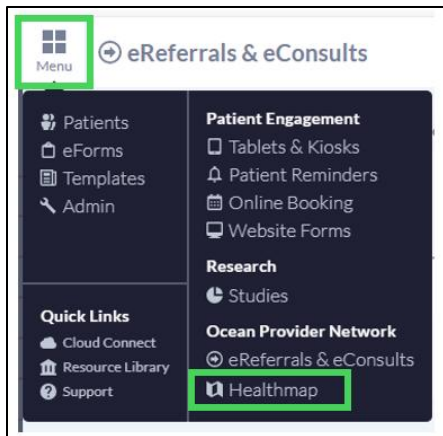 Menu
eReferrals & eConsults
Patients
eForms
Templates
Admin
Quick Links
Cloud Connect
Resource Library
Support
Patient Engagement
Tablets & Kiosks
Patient Reminders
Online Booking
Website Forms
Research
Studies
Ocean Provider Network
eReferrals & eConsults
Healthmap